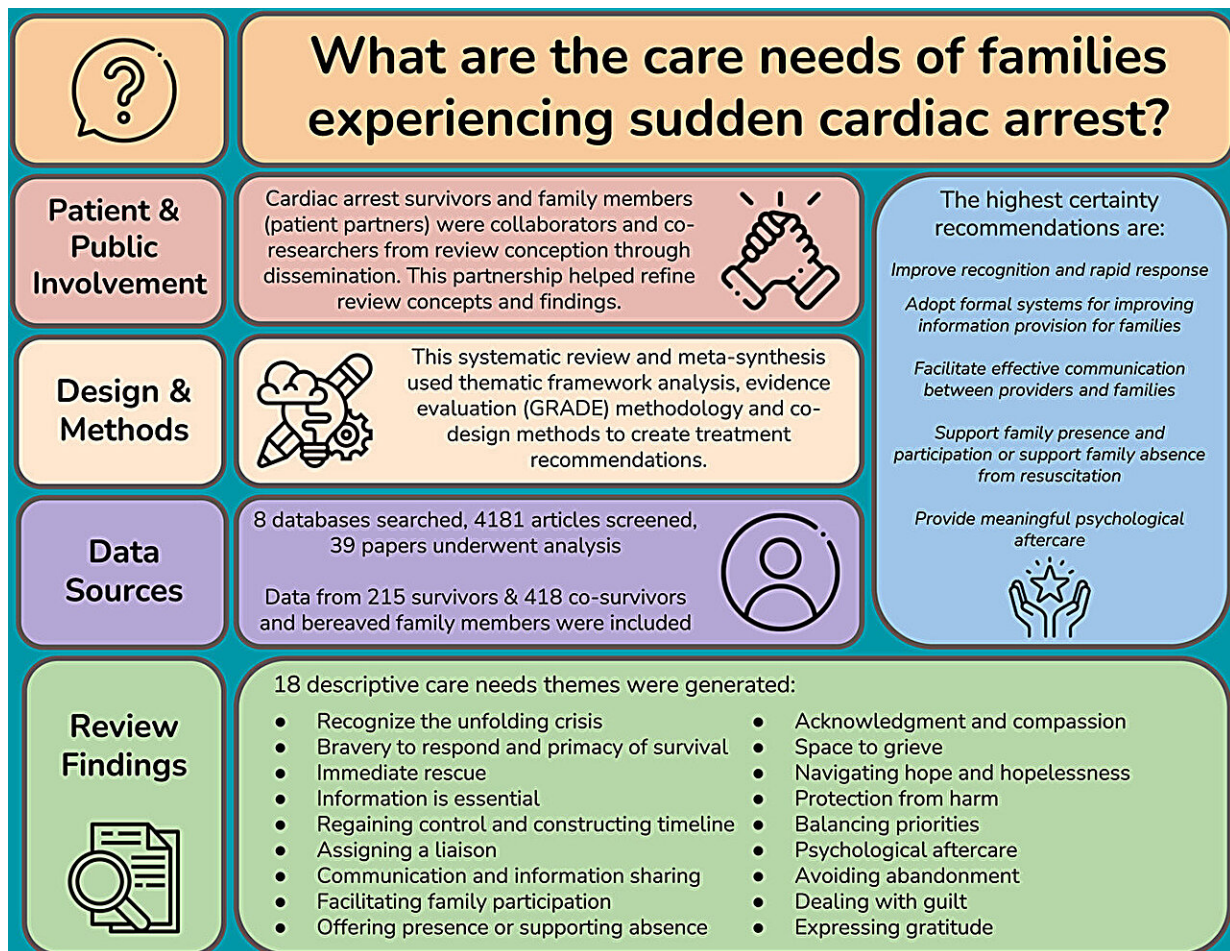 What are the care needs of families
experiencing sudden cardiac arrest?
Patient &
Public
Involvement
Cardiac arrest survivors and family members
(patient partners) were collaborators and co-
researchers from review conception through
dissemination. This partnership helped refine
review concepts and findings.
Design &
Methods
This systematic review and meta-synthesis
used thematic framework analysis, evidence
evaluation (GRADE) methodology and co-
design methods to create treatment
recommendations.
Data
Sources
8 databases searched, 4181 articles screened,
39 papers underwent analysis
Data from 215 survivors & 418 co-survivors
and bereaved family members were included
The highest certainty
recommendations are:
Improve recognition and rapid response
Adopt formal systems for improving
information provision for families
Facilitate effective communication
between providers and families
Support family presence and
participation or support family absence
from resuscitation
Provide meaningful psychological
aftercare
Review
Findings
18 descriptive care needs themes were generated:
● Recognize the unfolding crisis
● Bravery to respond and primacy of survival
● Immediate rescue
● Information is essential
● Regaining control and constructing timeline
● Assigning a liaison
● Communication and information sharing
● Facilitating family participation
● Offering presence or supporting absence
● Acknowledgment and compassion
● Space to grieve
● Navigating hope and hopelessness
● Protection from harm
● Balancing priorities
● Psychological aftercare
● Avoiding abandonment
● Dealing with guilt
● Expressing gratitude